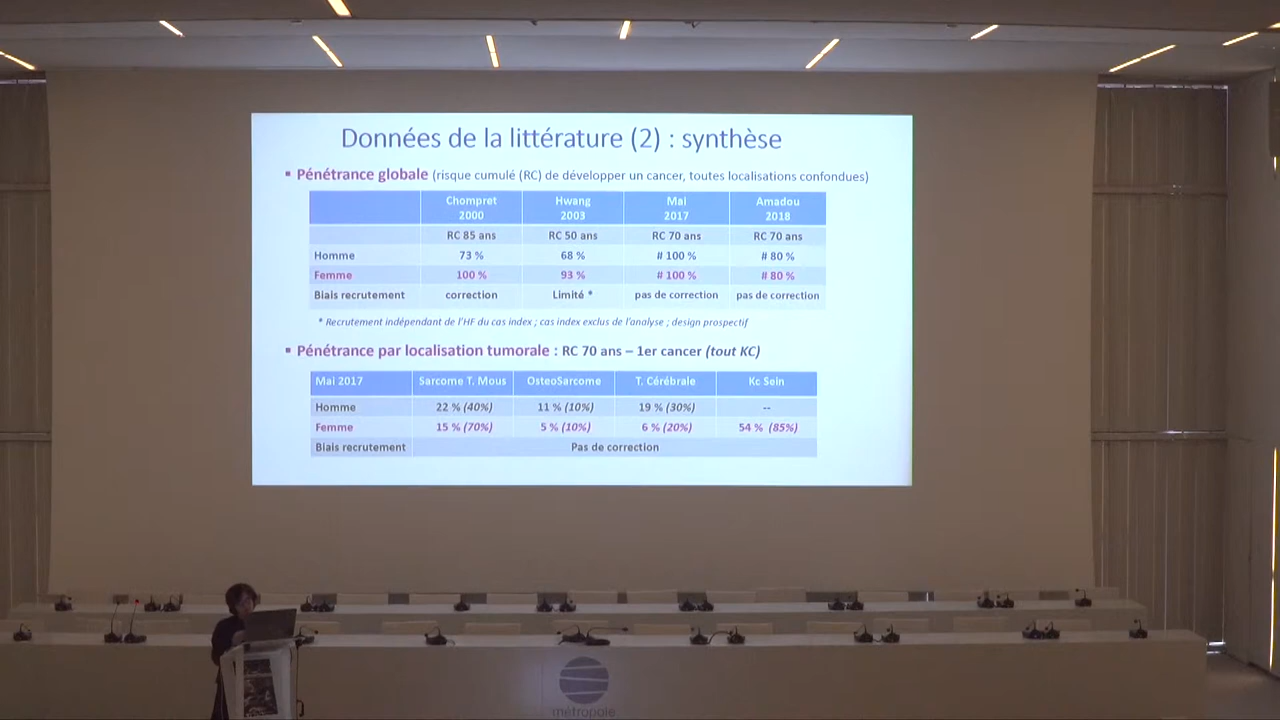 Données de la littérature (2) : synthèse
▪ Pénétrance globale (risque cumulé (RC) de développer un cancer, toutes localisations confondues)
Chompret 2000 Hwang 2003 Mai 2017 Amadou 2018
RC 85 ans RC 50 ans RC 70 ans RC 70 ans
Homme 73 % 68 % # 100 % # 80 %
Femme 100 % 93 % # 100 % # 80 %
Biais recrutement correction Limité * pas de correction pas de correction
* Recrutement indépendant de l'HF du cas index ; cas index exclus de l'analyse ; design prospectif
▪ Pénétrance par localisation tumorale : RC 70 ans – 1er cancer (tout KC)
Mai 2017 Sarcome T. Mous OsteoSarcome T. Cérébrale Kc Sein
Homme 22 % (40%) 11 % (10%) 19 % (30%) --
Femme 15 % (70%) 5 % (10%) 6 % (20%) 54 % (85%)
Biais recrutement Pas de correction
métropole